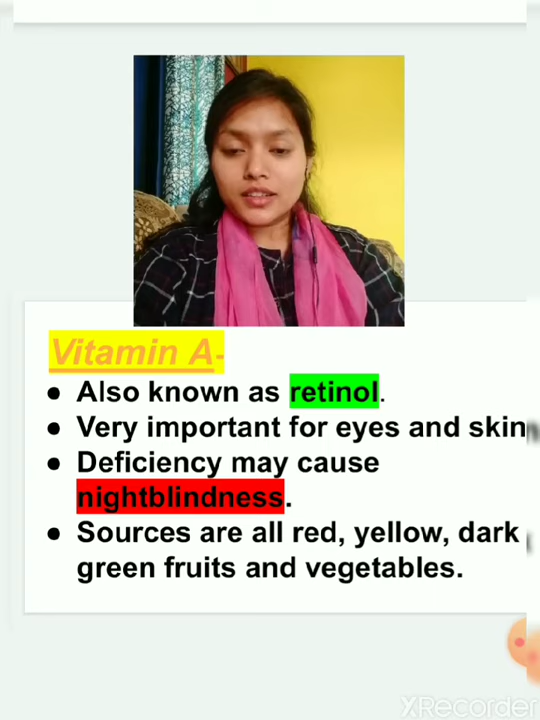 Vitamin A-
● Also known as retinol.
● Very important for eyes and skin
● Deficiency may cause
nightblindness.
● Sources are all red, yellow, dark
green fruits and vegetables.
XRecorder